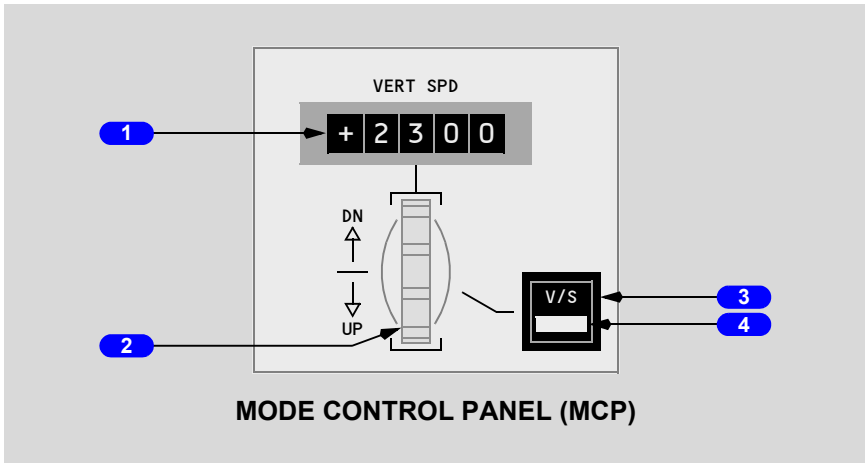 VERT SPD
1
+2300
DN
V/S
3
4
UP
2
MODE CONTROL PANEL (MCP)